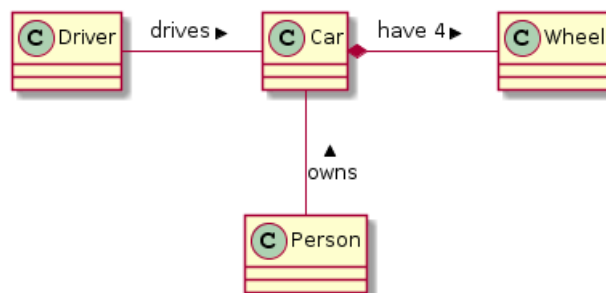 C Driver
drives ▶
C Car
have 4 ▶
C Wheel
▲
owns
C Person